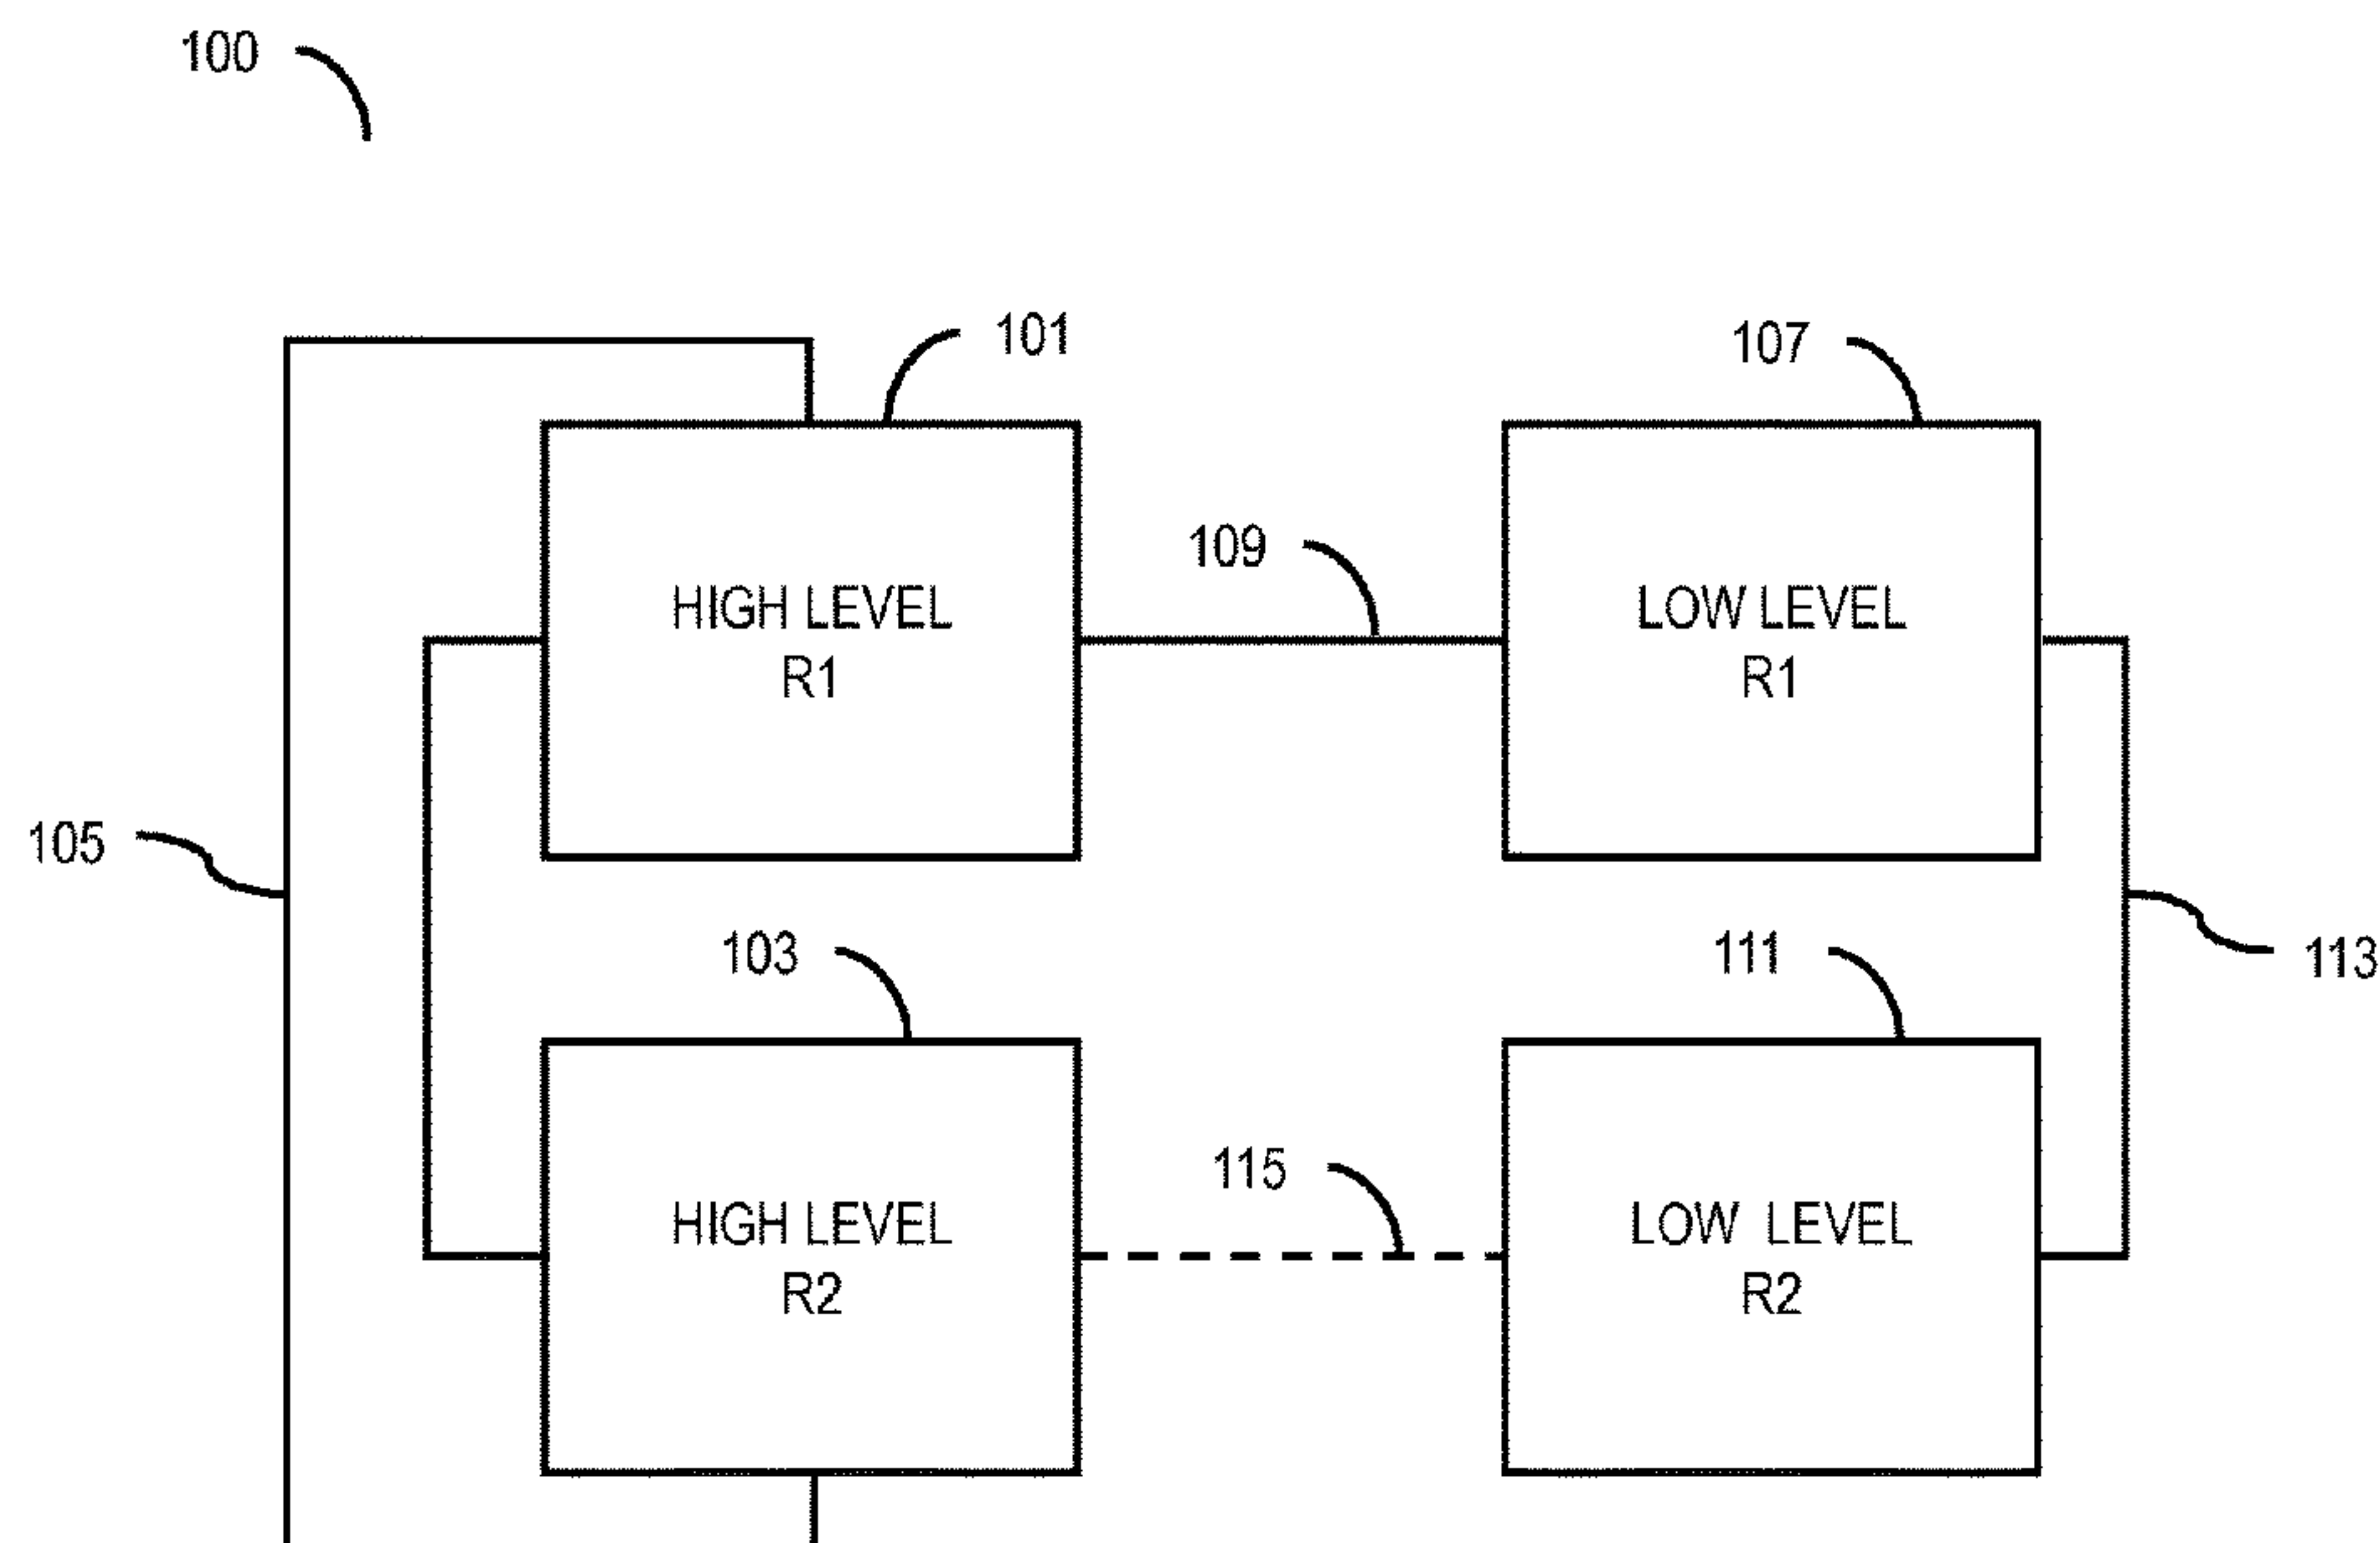 100
101
107
109
HIGH LEVEL
R1
LOW LEVEL
R1
105
103
111
113
115
HIGH LEVEL
R2
LOW LEVEL
R2